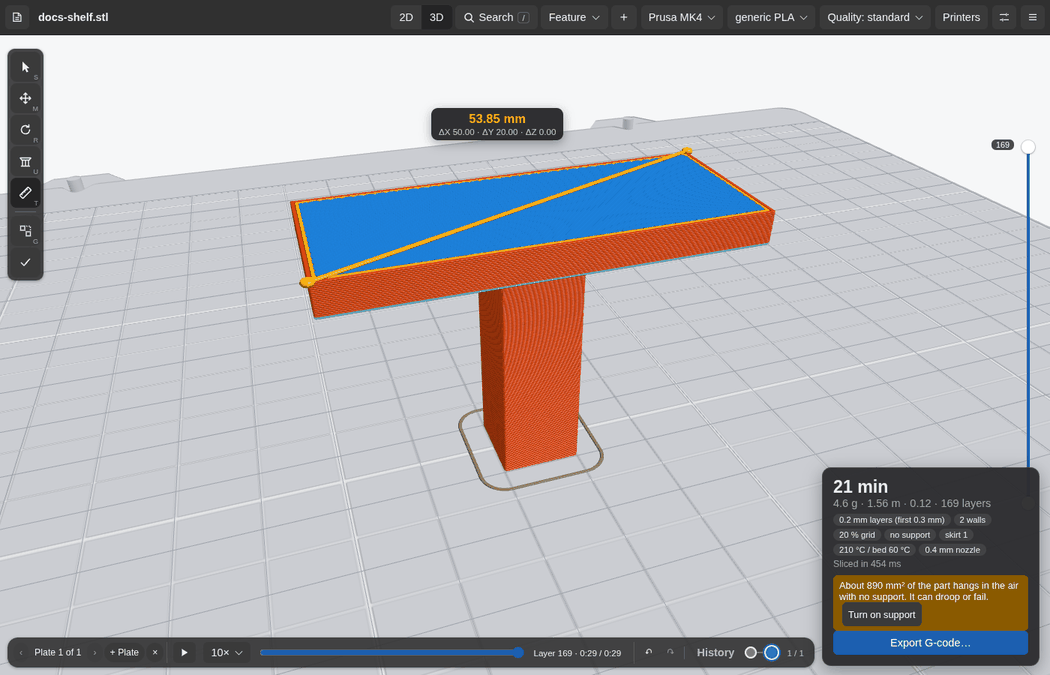 docs-shelf.stl
2D
3D
Search /
Feature
+
Prusa MK4
generic PLA
Quality: standard
Printers
S
M
R
U
T
G
53.85 mm
ΔX 50.00 · ΔY 20.00 · ΔZ 0.00
169
21 min
4.6 g · 1.56 m · 0.12 · 169 layers
0.2 mm layers (first 0.3 mm)
2 walls
20 % grid
no support
skirt 1
210 °C / bed 60 °C
0.4 mm nozzle
Sliced in 454 ms
About 890 mm² of the part hangs in the air
with no support. It can droop or fail.
Turn on support
Export G-code…
‹
Plate 1 of 1
›
+ Plate
×
10×
Layer 169 · 0:29 / 0:29
History
1 / 1